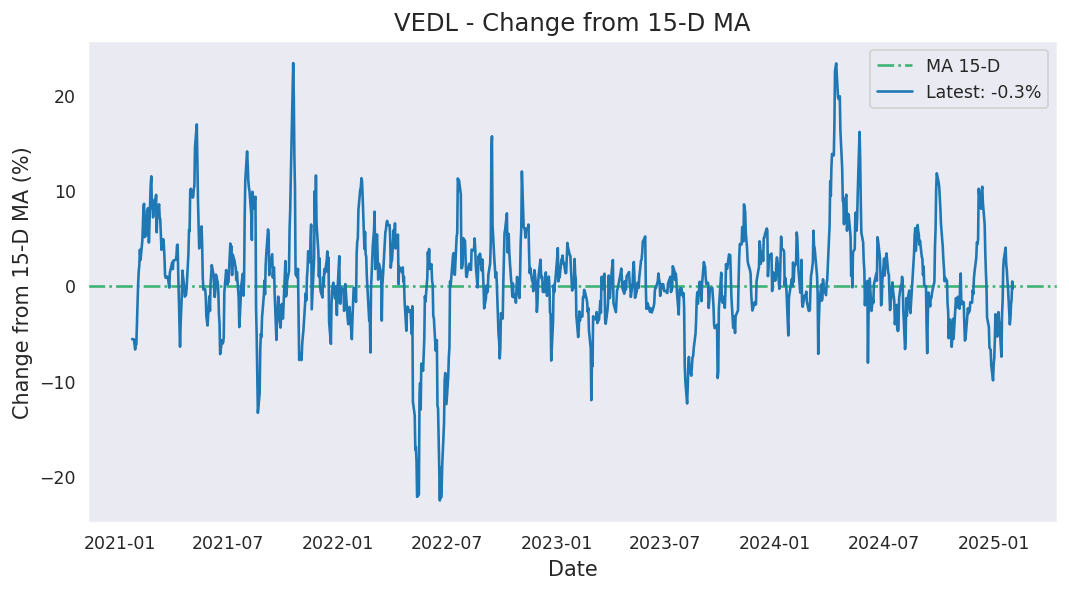 VEDL - Change from 15-D MA
MA 15-D
Latest: -0.3%
Change from 15-D MA (%)
20
10
0
−10
−20
2021-01 2021-07 2022-01 2022-07 2023-01 2023-07 2024-01 2024-07 2025-01
Date